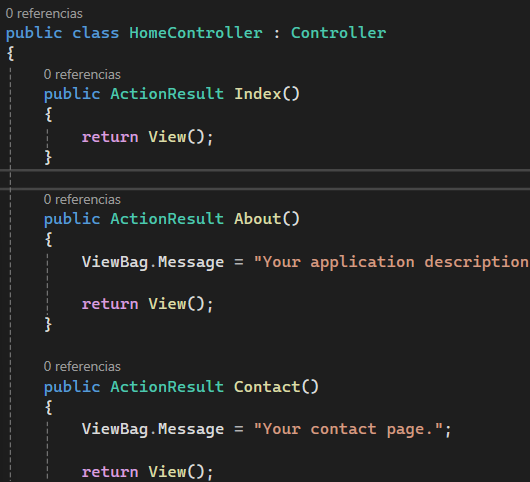 0 referencias
public class HomeController : Controller
{
0 referencias
public ActionResult Index()
{
return View();
}
0 referencias
public ActionResult About()
{
ViewBag.Message = "Your application description
return View();
}
0 referencias
public ActionResult Contact()
{
ViewBag.Message = "Your contact page.";
return View();